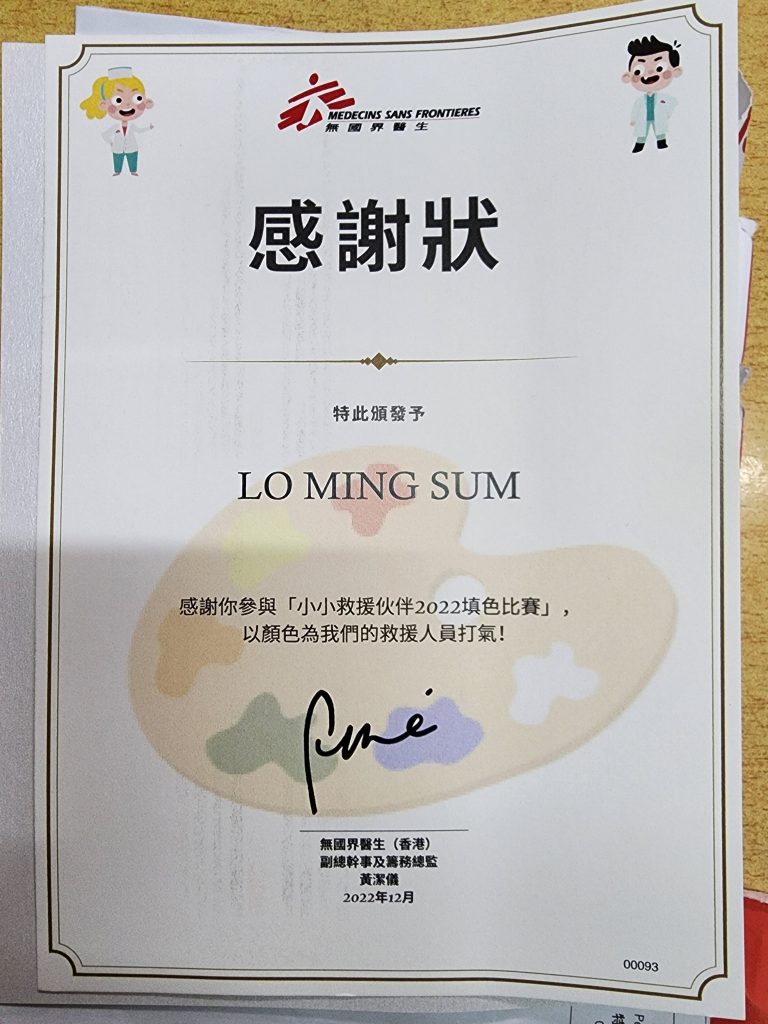 MEDECINS SANS FRONTIERES
無國界醫生
感謝狀
特此頒發予
LO MING SUM
感謝你參與「小小救援伙伴2022填色比賽」，
以顏色為我們的救援人員打氣！
無國界醫生（香港）
副總幹事及籌務總監
黃潔儀
2022年12月
00093